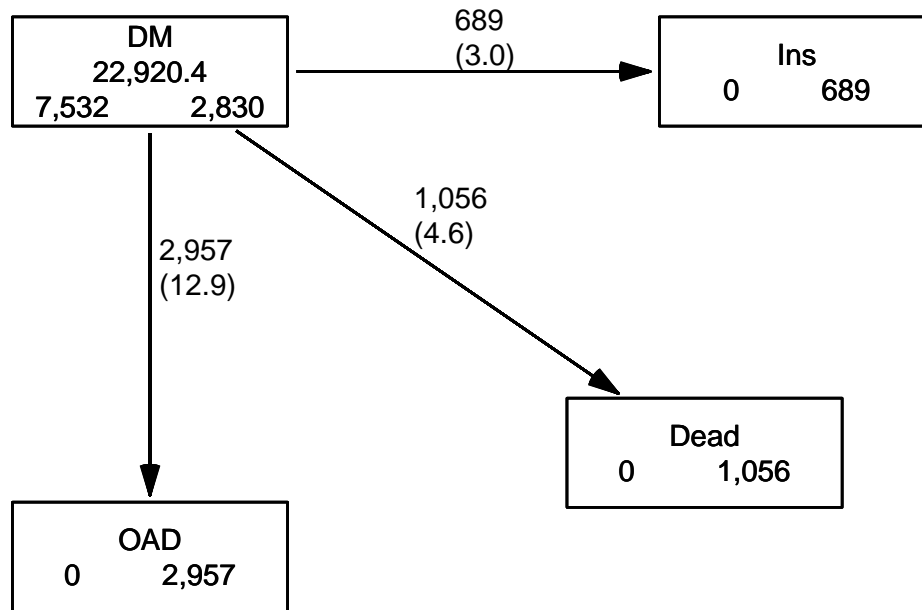 DM
22,920.4
7,532 2,830
689
(3.0)
Ins
0 689
1,056
(4.6)
2,957
(12.9)
Dead
0 1,056
OAD
0 2,957